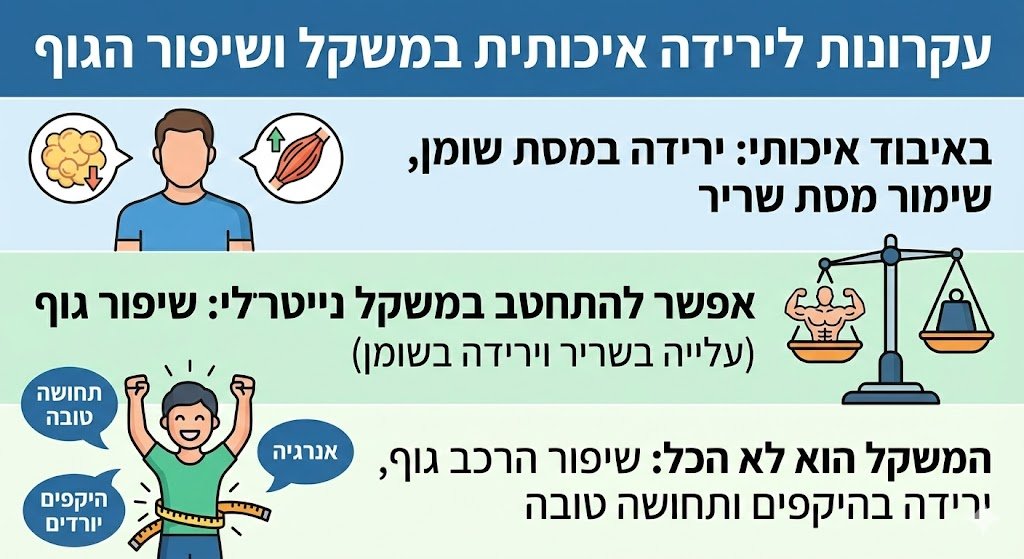 עקרונות לירידה איכותית במשקל ושיפור הגוף
באיבוד איכותי: ירידה במסת שומן,
שימור מסת שריר
אפשר להתחטב במשקל נייטרלי: שיפור גוף
(עלייה בשריר וירידה בשומן)
המשקל הוא לא הכל: שיפור הרכב גוף,
ירידה בהיקפים ותחושה טובה
תחושה
טובה
אנרגיה
היקפים
יורדים